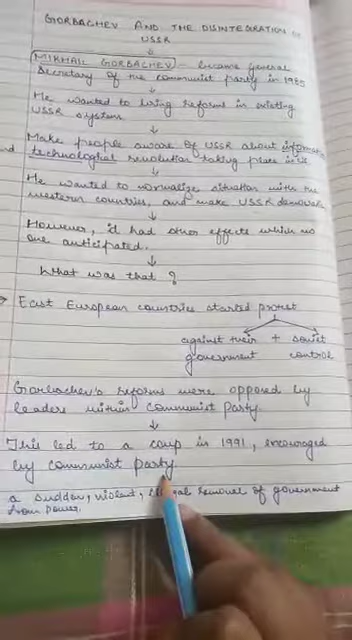 GORBACHEV AND THE DISINTEGRATION OF
USSR
MIKHAIL GORBACHEV - became general
Secretary of the communist party in 1985
He wanted to bring reforms in existing
USSR system
Make people aware of USSR about information
technological revolution taking place in
He wanted to normalize situation with the
western countries, and make USSR
However, it had other effects which no
one anticipated.
What was that ?
East European countries started protest
against their + soviet
government control
Gorbachev's reforms were opposed by
leaders within communist Party.
This led to a coup in 1991, encouraged
by communist party.
a sudden, violent, illegal removal of government
from power.